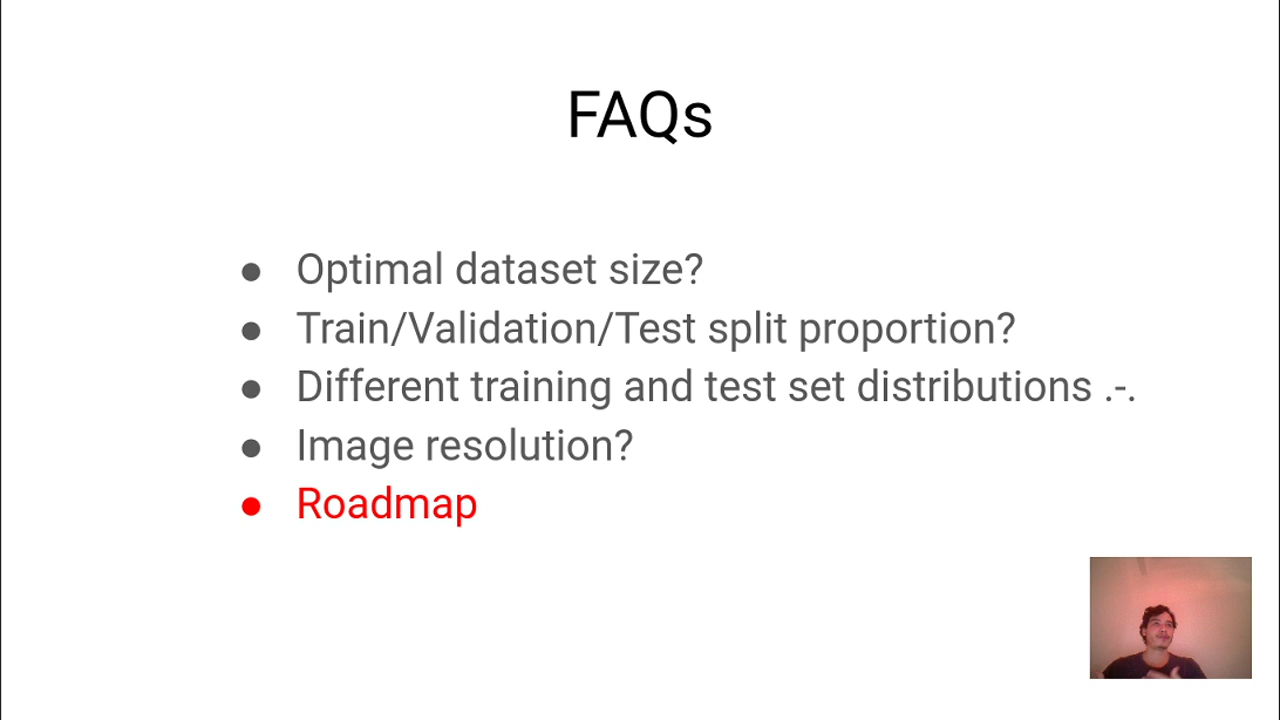 FAQs
● Optimal dataset size?
● Train/Validation/Test split proportion?
● Different training and test set distributions .-.
● Image resolution?
● Roadmap